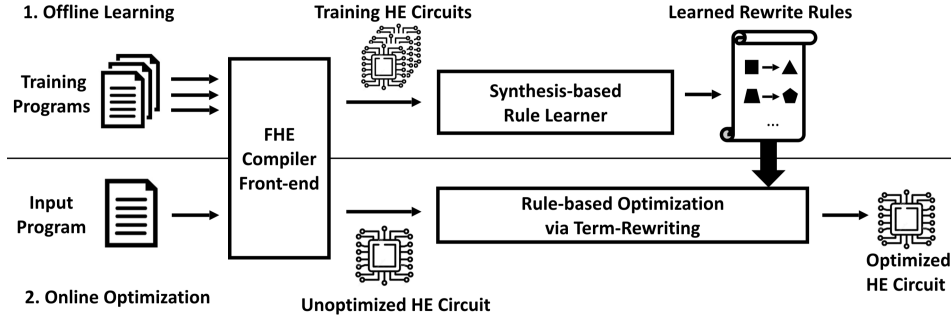 1. Offline Learning
Training HE Circuits
Learned Rewrite Rules
Training
Programs
Synthesis-based
Rule Learner
...
FHE
Compiler
Front-end
Input
Program
Rule-based Optimization
via Term-Rewriting
Optimized
HE Circuit
2. Online Optimization
Unoptimized HE Circuit